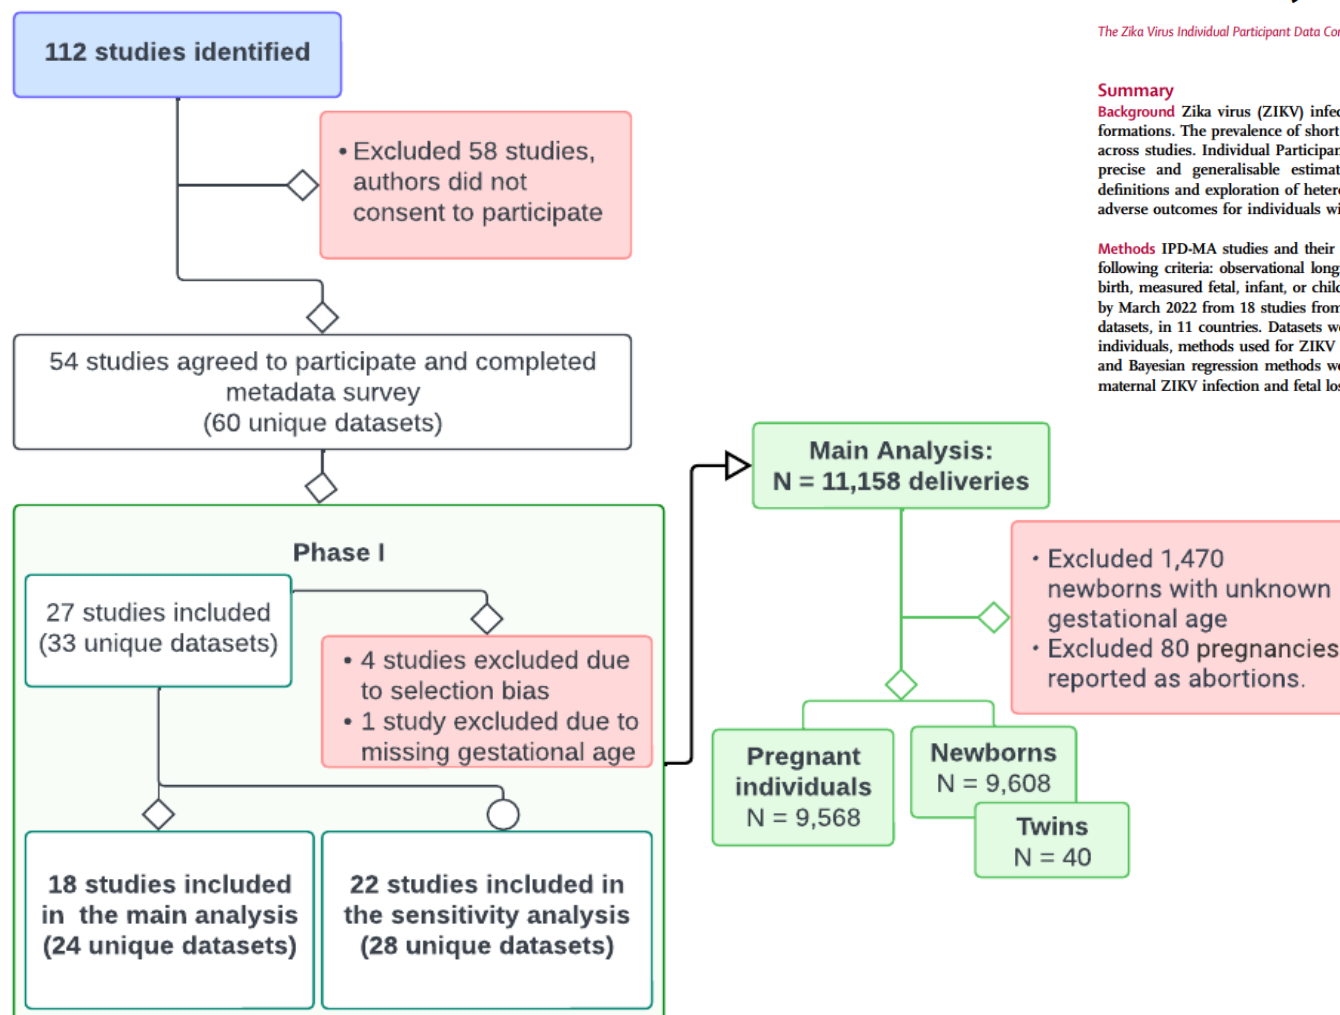 112 studies identified
• Excluded 58 studies,
authors did not
consent to participate
54 studies agreed to participate and completed
metadata survey
(60 unique datasets)
Phase I
27 studies included
(33 unique datasets)
• 4 studies excluded due
to selection bias
• 1 study excluded due to
missing gestational age
18 studies included
in the main analysis
(24 unique datasets)
22 studies included in
the sensitivity analysis
(28 unique datasets)
Main Analysis:
N = 11,158 deliveries
• Excluded 1,470
newborns with unknown
gestational age
• Excluded 80 pregnancies
reported as abortions.
Pregnant
individuals
N = 9,568
Newborns
N = 9,608
Twins
N = 40
The Zika Virus Individual Participant Data
Summary
Background Zika virus (ZIKV)
formations. The prevalence of short
across studies. Individual
precise and generalisable
definitions and exploration of
adverse outcomes for individuals
Methods IPD-MA studies and their
following criteria: observational
birth, measured fetal, infant, or
by March 2022 from 18 studies from
datasets, in 11 countries. Datasets
individuals, methods used for ZIKV
and Bayesian regression methods
maternal ZIKV infection and fetal